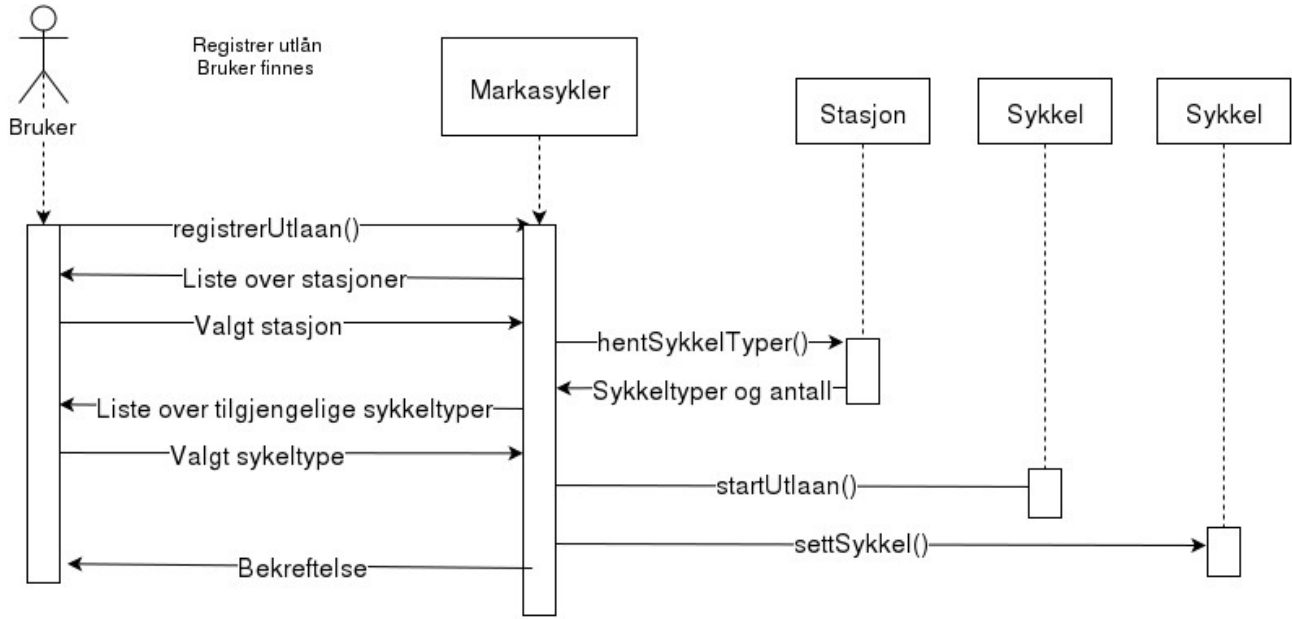 Registrer utlån
Bruker finnes
Markasykler
Stasjon
Sykkel
Sykkel
Bruker
registrerUtlaan()
Liste over stasjoner
Valgt stasjon
hentSykkelTyper()
Sykkeltyper og antall
Liste over tilgjengelige sykkeltyper
Valgt sykeltype
startUtlaan()
settSykkel()
Bekreftelse